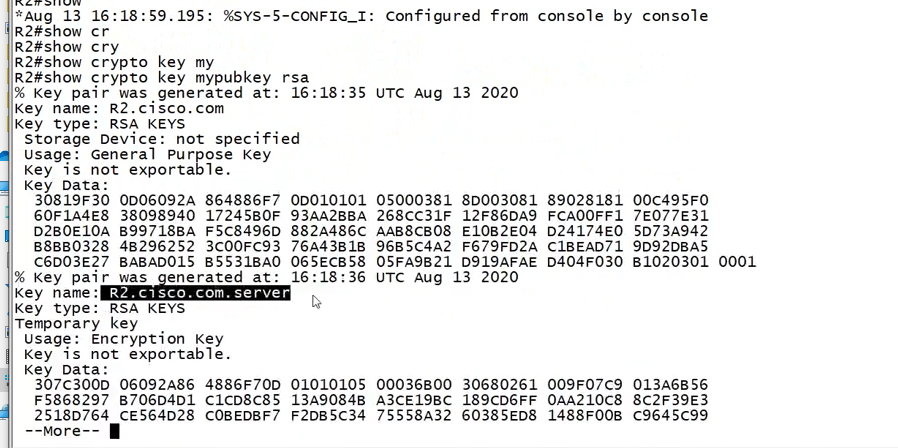 R2#show
*Aug 13 16:18:59.195: %SYS-5-CONFIG_I: Configured from console by console
R2#show cr
R2#show cry
R2#show crypto key my
R2#show crypto key mypubkey rsa
% Key pair was generated at: 16:18:35 UTC Aug 13 2020
Key name: R2.cisco.com
Key type: RSA KEYS
Storage Device: not specified
Usage: General Purpose Key
Key is not exportable.
Key Data:
30819F30 0D06092A 864886F7 0D010101 05000381 8D003081 89028181 00C495F0
60F1A4E8 38098940 17245B0F 93AA2BBA 268CC31F 12F86DA9 FCA00FF1 7E077E31
D2B0E10A B99718BA F5C8496D 882A486C AAB8CB08 E10B2E04 D24174E0 5D73A942
B8BB0328 4B296252 3C00FC93 76A43B1B 96B5C4A2 F679FD2A C1BEAD71 9D92DBA5
C6D03E27 BABAD015 B5531BA0 065ECB58 05FA9B21 D919AFAE D404F030 B1020301 0001
% Key pair was generated at: 16:18:36 UTC Aug 13 2020
Key name: R2.cisco.com.server
Key type: RSA KEYS
Temporary key
Usage: Encryption Key
Key is not exportable.
Key Data:
307C300D 06092A86 4886F70D 01010105 00036B00 30680261 009F07C9 013A6B56
F5868297 B706D4D1 C1CD8C85 13A9084B A3CE19BC 189CD6FF 0AA210C8 8C2F39E3
2518D764 CE564D28 C0BEDBF7 F2DB5C34 75558A32 60385ED8 1488F00B C9645C99
--More--